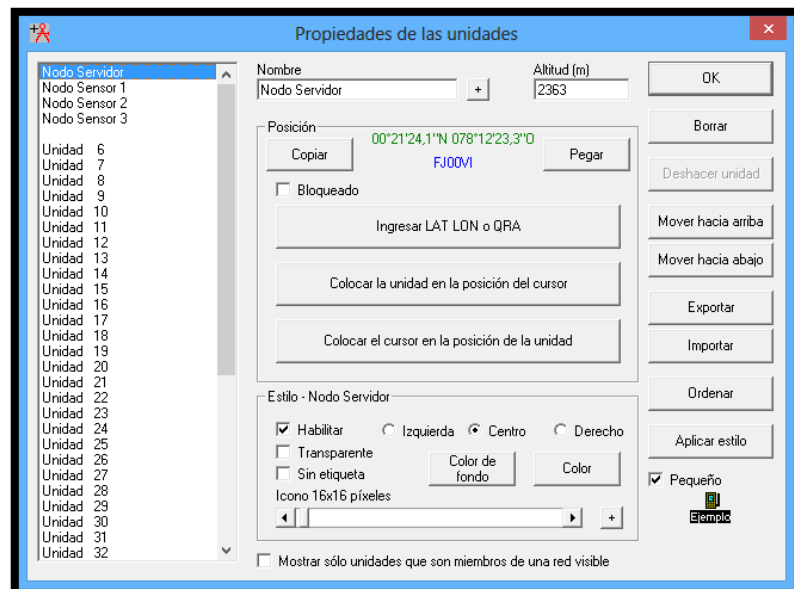 Propiedades de las unidades
Nodo Servidor
Nodo Sensor 1
Nodo Sensor 2
Nodo Sensor 3
Unidad 6
Unidad 7
Unidad 8
Unidad 9
Unidad 10
Unidad 11
Unidad 12
Unidad 13
Unidad 14
Unidad 15
Unidad 16
Unidad 17
Unidad 18
Unidad 19
Unidad 20
Unidad 21
Unidad 22
Unidad 23
Unidad 24
Unidad 25
Unidad 26
Unidad 27
Unidad 28
Unidad 29
Unidad 30
Unidad 31
Unidad 32
Nombre
Nodo Servidor
+
Altitud (m)
2363
Posición
Copiar
00°21'24,1"N 078°12'23,3"O
FJ00VI
Pegar
Bloqueado
Ingresar LAT LON o QRA
Colocar la unidad en la posición del cursor
Colocar el cursor en la posición de la unidad
Estilo - Nodo Servidor
Habilitar
Izquierda
Centro
Derecho
Transparente
Sin etiqueta
Color de
fondo
Color
Icono 16x16 píxeles
+
Mostrar sólo unidades que son miembros de una red visible
OK
Borrar
Deshacer unidad
Mover hacia arriba
Mover hacia abajo
Exportar
Importar
Ordenar
Aplicar estilo
Pequeño
Ejemplo